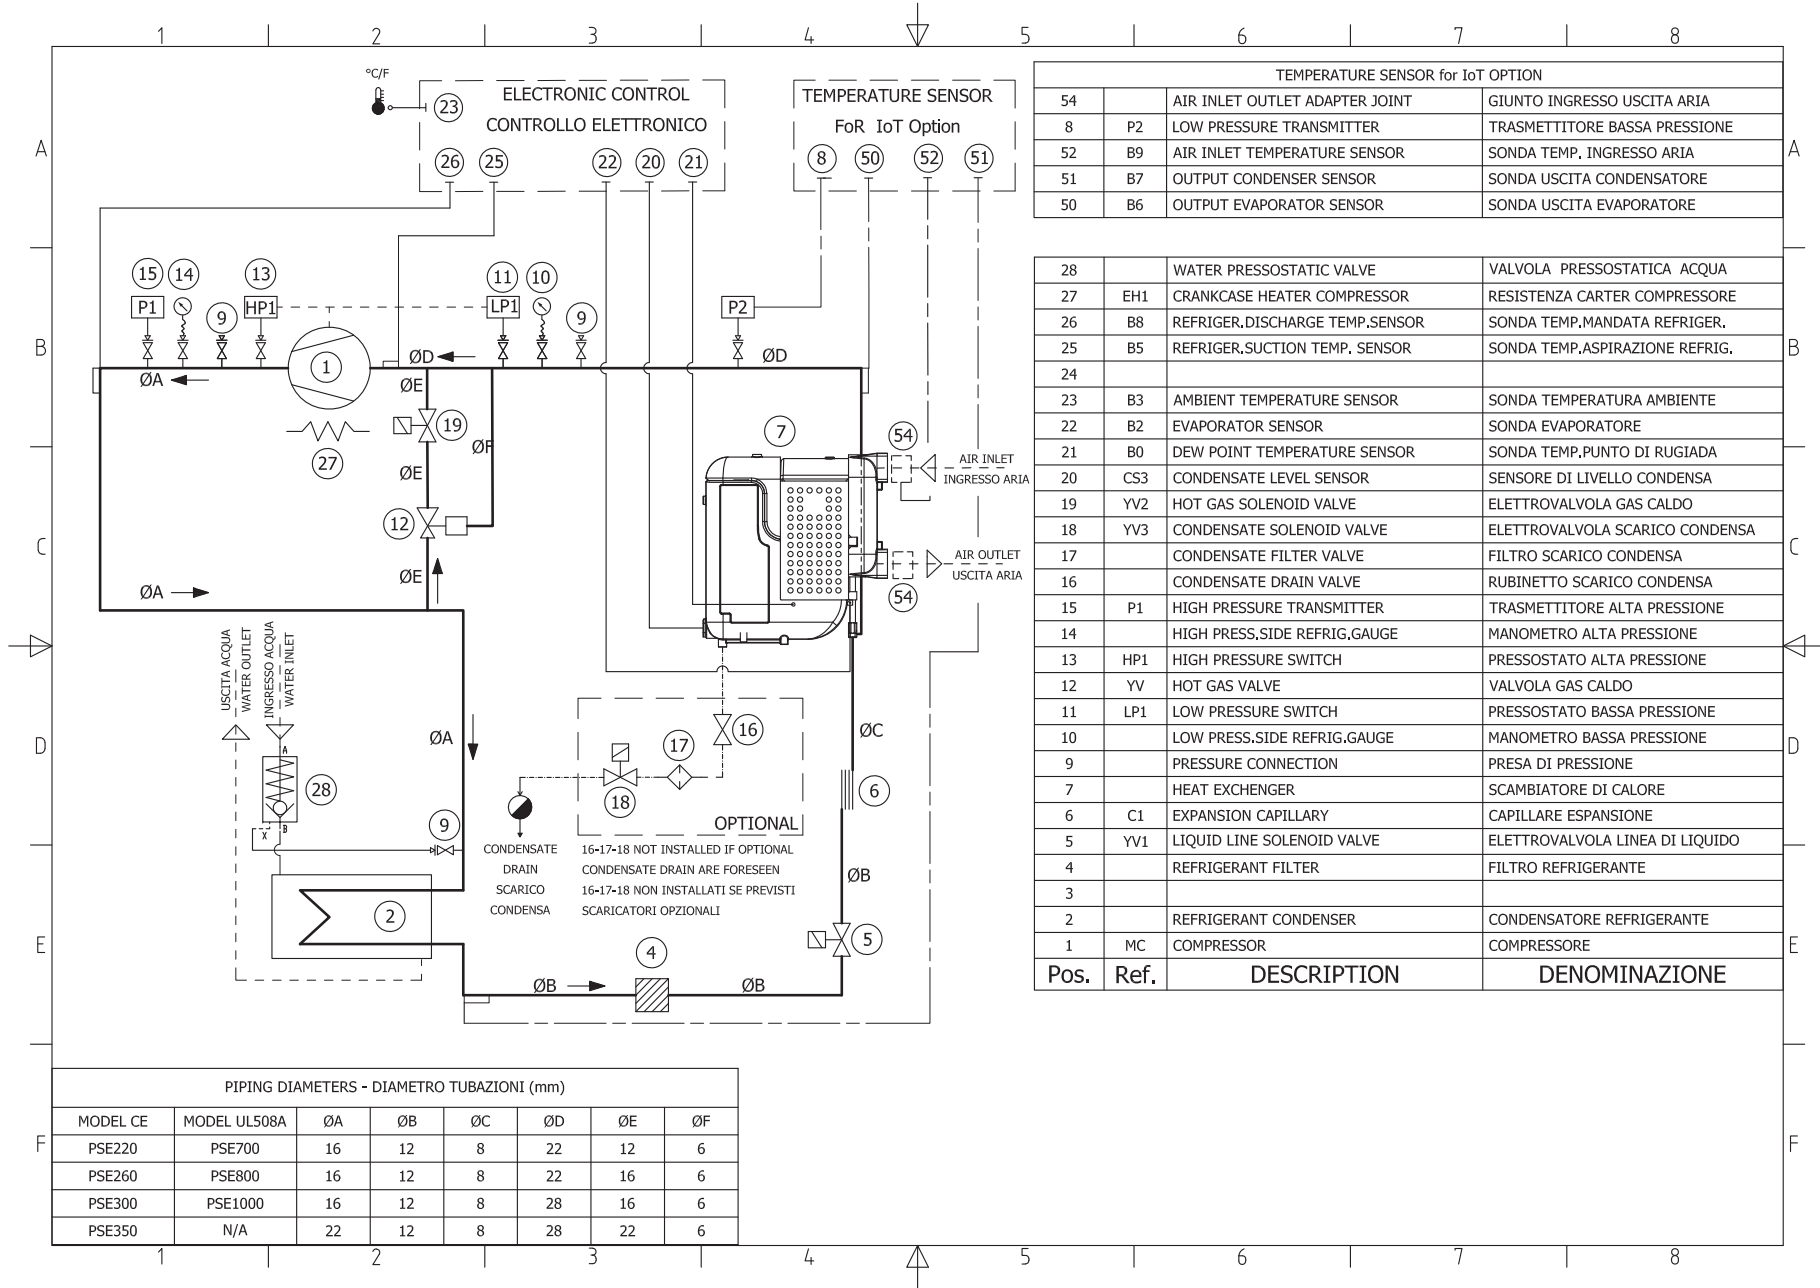 1 2 3 4 5 6 7 8
A
B
C
D
E
F
°C/F
23
ELECTRONIC CONTROL
CONTROLLO ELETTRONICO
26 25 22 20 21
TEMPERATURE SENSOR
FoR IoT Option
8 50 52 51
15 14 13 11 10
P1 9 HP1 LP1 9 P2
1
ØA ØD ØD
ØE
19
27 ØF
ØE
12
ØE
ØA
7
54
AIR INLET
INGRESSO ARIA
AIR OUTLET
USCITA ARIA
54
USCITA ACQUA
WATER OUTLET
INGRESSO ACQUA
WATER INLET
A
28
B
X
9
2
ØA
16
17
18
OPTIONAL
CONDENSATE
DRAIN
SCARICO
CONDENSA
16-17-18 NOT INSTALLED IF OPTIONAL
CONDENSATE DRAIN ARE FORESEEN
16-17-18 NON INSTALLATI SE PREVISTI
SCARICATORI OPZIONALI
ØC
6
ØB
5
4
ØB ØB
TEMPERATURE SENSOR for IoT OPTION
54 AIR INLET OUTLET ADAPTER JOINT GIUNTO INGRESSO USCITA ARIA
8 P2 LOW PRESSURE TRANSMITTER TRASMETTITORE BASSA PRESSIONE
52 B9 AIR INLET TEMPERATURE SENSOR SONDA TEMP. INGRESSO ARIA
51 B7 OUTPUT CONDENSER SENSOR SONDA USCITA CONDENSATORE
50 B6 OUTPUT EVAPORATOR SENSOR SONDA USCITA EVAPORATORE
28 WATER PRESSOSTATIC VALVE VALVOLA PRESSOSTATICA ACQUA
27 EH1 CRANKCASE HEATER COMPRESSOR RESISTENZA CARTER COMPRESSORE
26 B8 REFRIGER.DISCHARGE TEMP.SENSOR SONDA TEMP.MANDATA REFRIGER.
25 B5 REFRIGER.SUCTION TEMP. SENSOR SONDA TEMP.ASPIRAZIONE REFRIG.
24
23 B3 AMBIENT TEMPERATURE SENSOR SONDA TEMPERATURA AMBIENTE
22 B2 EVAPORATOR SENSOR SONDA EVAPORATORE
21 B0 DEW POINT TEMPERATURE SENSOR SONDA TEMP.PUNTO DI RUGIADA
20 CS3 CONDENSATE LEVEL SENSOR SENSORE DI LIVELLO CONDENSA
19 YV2 HOT GAS SOLENOID VALVE ELETTROVALVOLA GAS CALDO
18 YV3 CONDENSATE SOLENOID VALVE ELETTROVALVOLA SCARICO CONDENSA
17 CONDENSATE FILTER VALVE FILTRO SCARICO CONDENSA
16 CONDENSATE DRAIN VALVE RUBINETTO SCARICO CONDENSA
15 P1 HIGH PRESSURE TRANSMITTER TRASMETTITORE ALTA PRESSIONE
14 HIGH PRESS.SIDE REFRIG.GAUGE MANOMETRO ALTA PRESSIONE
13 HP1 HIGH PRESSURE SWITCH PRESSOSTATO ALTA PRESSIONE
12 YV HOT GAS VALVE VALVOLA GAS CALDO
11 LP1 LOW PRESSURE SWITCH PRESSOSTATO BASSA PRESSIONE
10 LOW PRESS.SIDE REFRIG.GAUGE MANOMETRO BASSA PRESSIONE
9 PRESSURE CONNECTION PRESA DI PRESSIONE
7 HEAT EXCHENGER SCAMBIATORE DI CALORE
6 C1 EXPANSION CAPILLARY CAPILLARE ESPANSIONE
5 YV1 LIQUID LINE SOLENOID VALVE ELETTROVALVOLA LINEA DI LIQUIDO
4 REFRIGERANT FILTER FILTRO REFRIGERANTE
3
2 REFRIGERANT CONDENSER CONDENSATORE REFRIGERANTE
1 MC COMPRESSOR COMPRESSORE
Pos. Ref. DESCRIPTION DENOMINAZIONE
A
B
C
D
E
F
PIPING DIAMETERS - DIAMETRO TUBAZIONI (mm)
MODEL CE MODEL UL508A ØA ØB ØC ØD ØE ØF
PSE220 PSE700 16 12 8 22 12 6
PSE260 PSE800 16 12 8 22 16 6
PSE300 PSE1000 16 12 8 28 16 6
PSE350 N/A 22 12 8 28 22 6
1 2 3 4 5 6 7 8